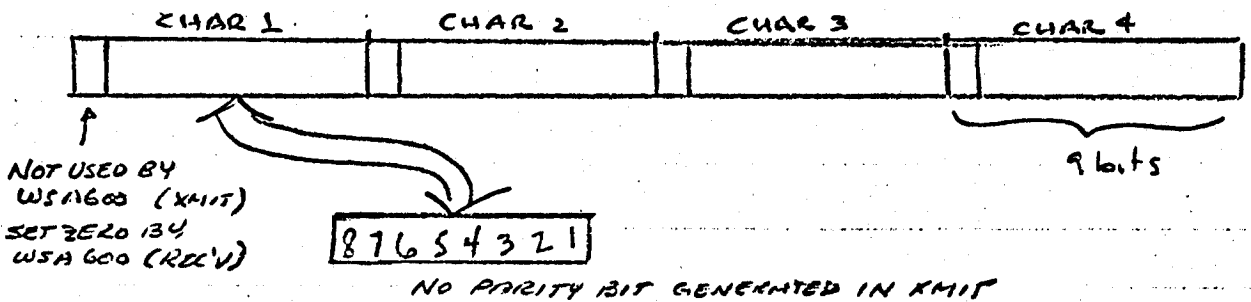 CHAR 1 CHAR 2 CHAR 3 CHAR 4
9 bits
NOT USED BY
WSA600 (XMIT)
SET ZERO BY
WSA 600 (REC'V)
8 7 6 5 4 3 2 1
NO PARITY BIT GENERATED IN XMIT